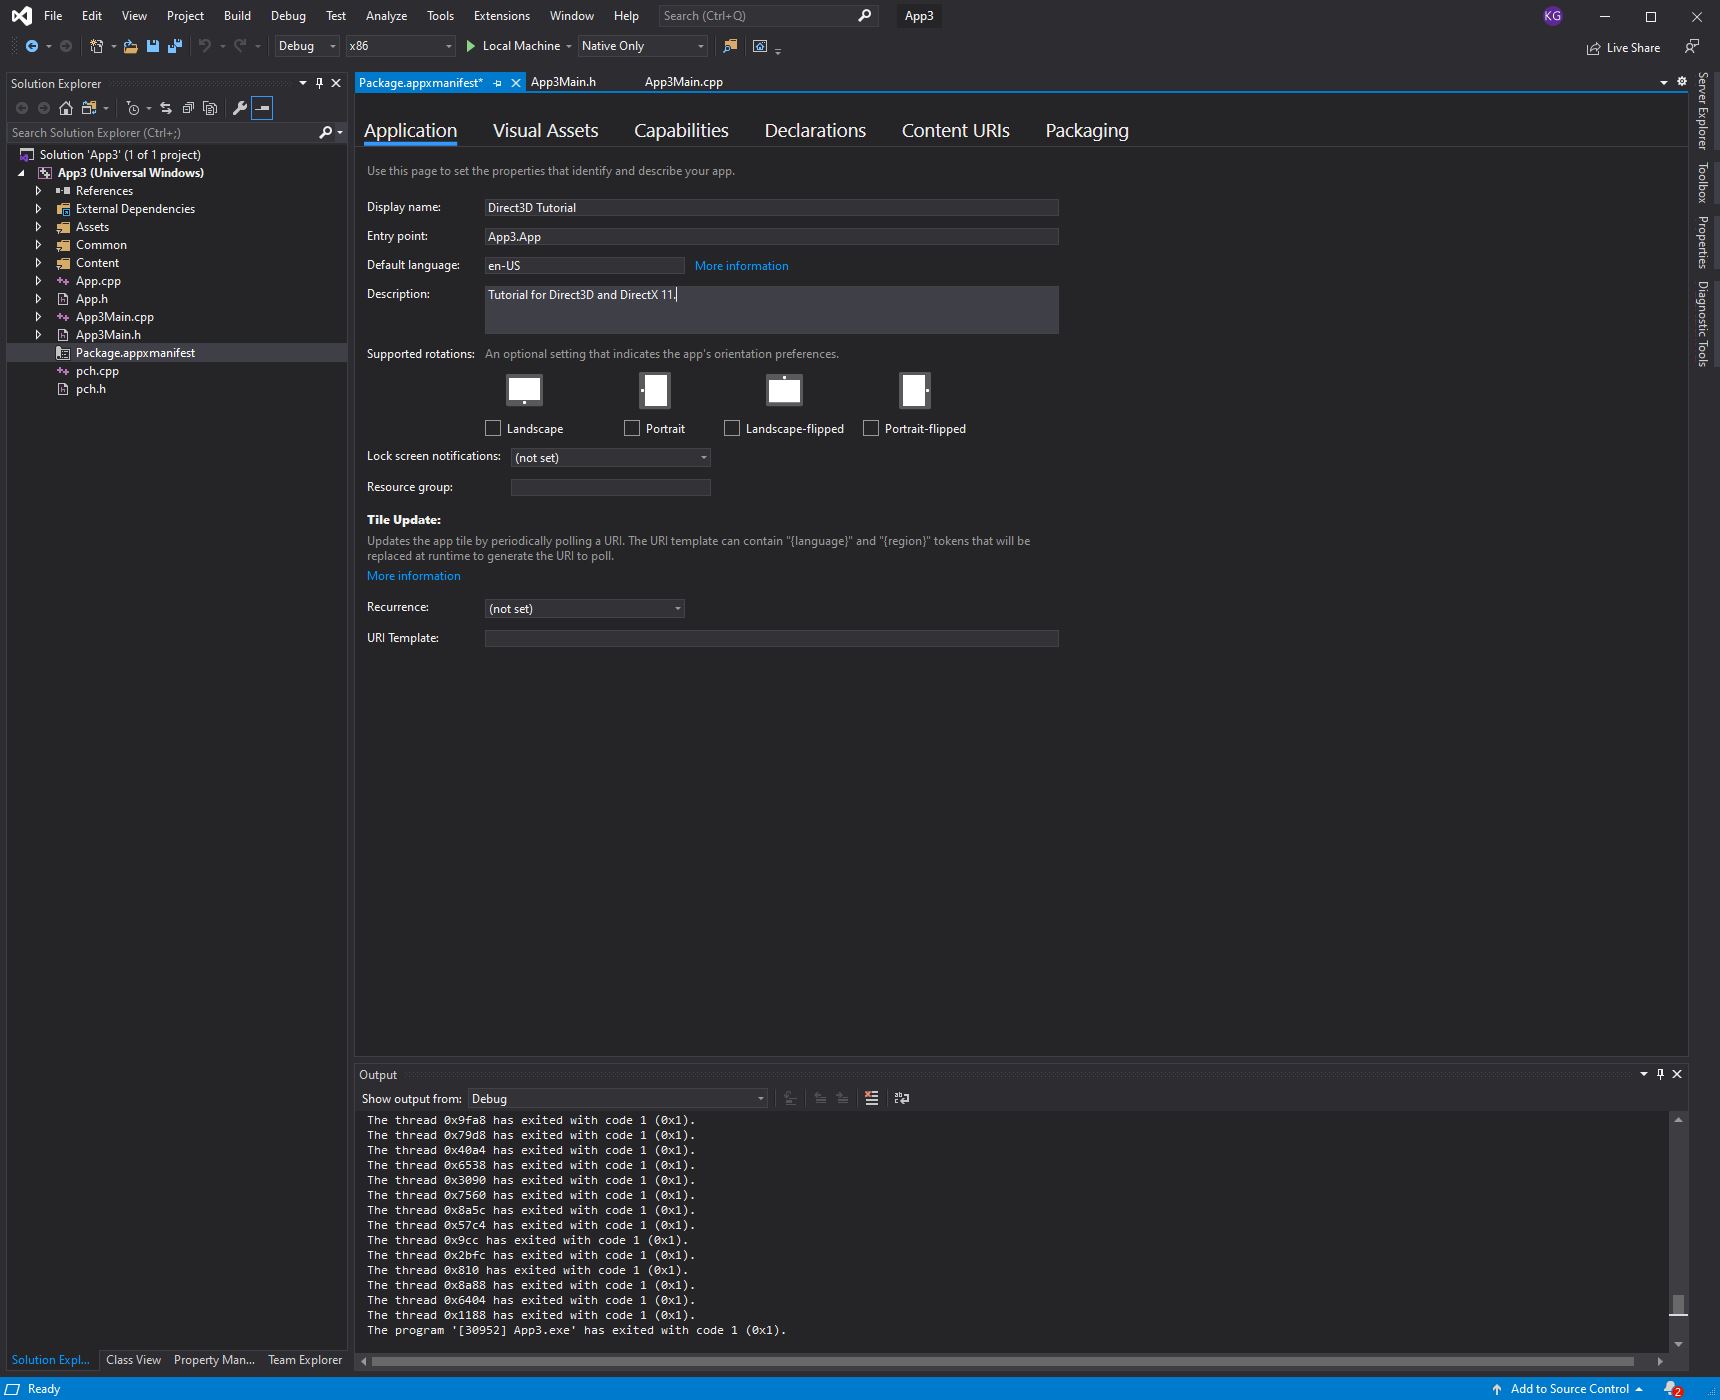 File Edit View Project Build Debug Test Analyze Tools Extensions Window Help Search (Ctrl+Q) App3 KG
Debug x86 Local Machine Native Only Live Share
Solution Explorer
Search Solution Explorer (Ctrl+;)
Solution 'App3' (1 of 1 project)
App3 (Universal Windows)
References
External Dependencies
Assets
Common
Content
App.cpp
App.h
App3Main.cpp
App3Main.h
Package.appxmanifest
pch.cpp
pch.h
Solution Expl... Class View Property Man... Team Explorer
Package.appxmanifest* App3Main.h App3Main.cpp
Application Visual Assets Capabilities Declarations Content URIs Packaging
Use this page to set the properties that identify and describe your app.
Display name: Direct3D Tutorial
Entry point: App3.App
Default language: en-US More information
Description: Tutorial for Direct3D and DirectX 11.
Supported rotations: An optional setting that indicates the app's orientation preferences.
Landscape Portrait Landscape-flipped Portrait-flipped
Lock screen notifications: (not set)
Resource group:
Tile Update:
Updates the app tile by periodically polling a URI. The URI template can contain "{language}" and "{region}" tokens that will be
replaced at runtime to generate the URI to poll.
More information
Recurrence: (not set)
URI Template:
Server Explorer
Toolbox
Properties
Diagnostic Tools
Output
Show output from: Debug
The thread 0x9fa8 has exited with code 1 (0x1).
The thread 0x79d8 has exited with code 1 (0x1).
The thread 0x40a4 has exited with code 1 (0x1).
The thread 0x6538 has exited with code 1 (0x1).
The thread 0x3090 has exited with code 1 (0x1).
The thread 0x7560 has exited with code 1 (0x1).
The thread 0x8a5c has exited with code 1 (0x1).
The thread 0x57c4 has exited with code 1 (0x1).
The thread 0x9cc has exited with code 1 (0x1).
The thread 0x2bfc has exited with code 1 (0x1).
The thread 0x810 has exited with code 1 (0x1).
The thread 0x8a88 has exited with code 1 (0x1).
The thread 0x6404 has exited with code 1 (0x1).
The thread 0x1188 has exited with code 1 (0x1).
The program '[30952] App3.exe' has exited with code 1 (0x1).
Ready Add to Source Control 2